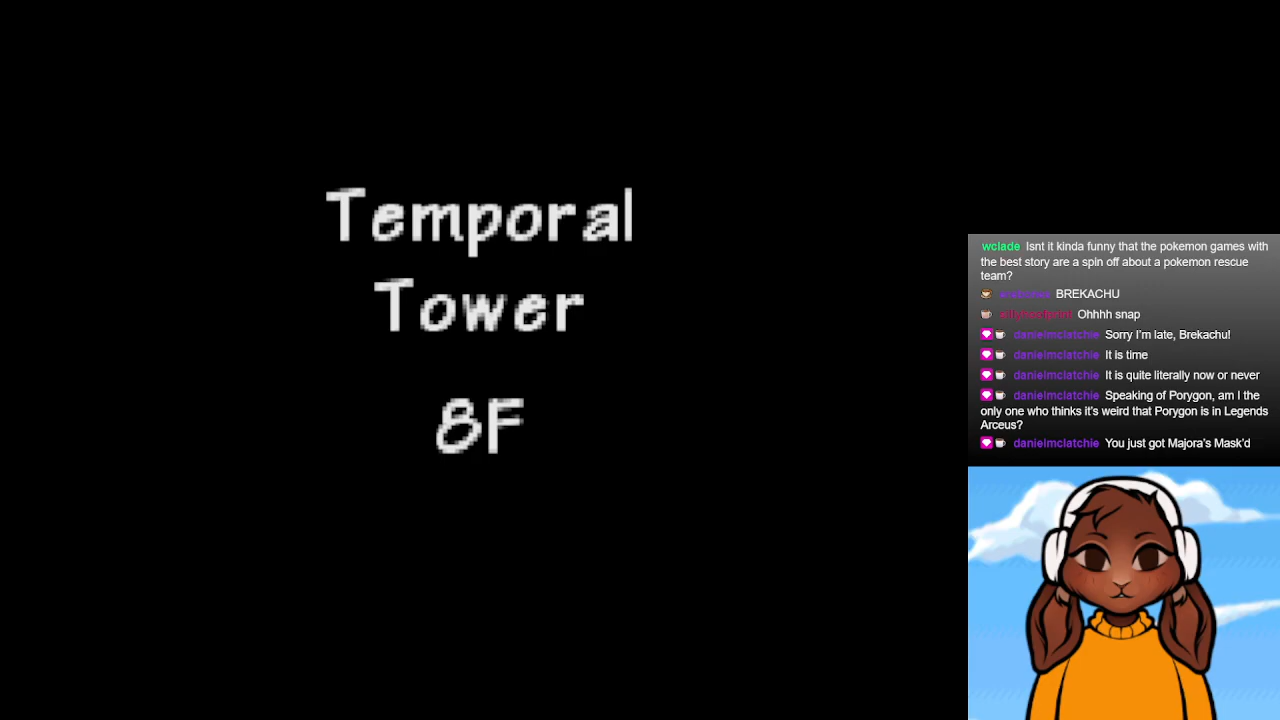 Temporal
Tower
8F
wclade Isnt it kinda funny that the pokemon games with
the best story are a spin off about a pokemon rescue
team?
BREKACHU
Ohhhh snap
danielmclatchie Sorry I'm late, Brekachu!
danielmclatchie It is time
danielmclatchie It is quite literally now or never
danielmclatchie Speaking of Porygon, am I the
only one who thinks it's weird that Porygon is in Legends
Arceus?
danielmclatchie You just got Majora's Mask'd